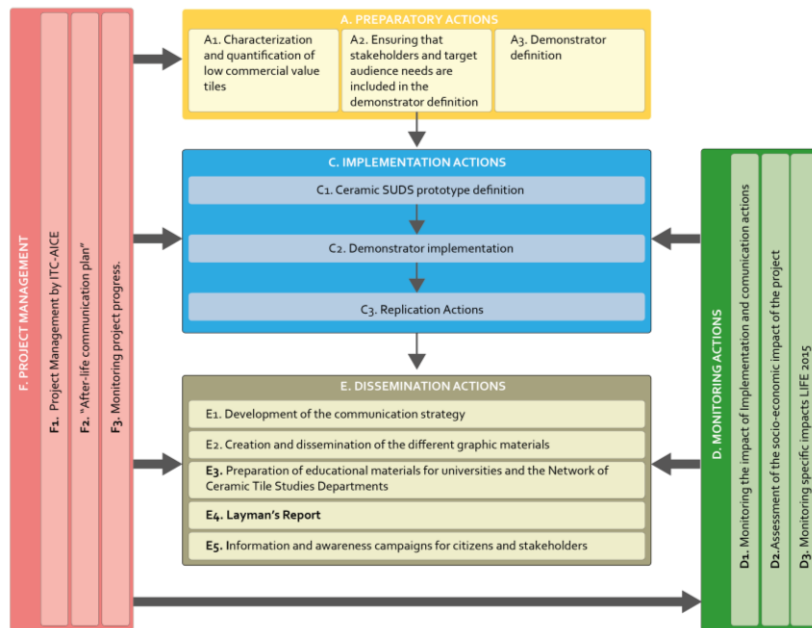 A. PREPARATORY ACTIONS
A1. Characterization
and quantification of
low commercial value
tiles
A2. Ensuring that
stakeholders and target
audience needs are
included in the
demonstrator definition
A3. Demonstrator
definition
C. IMPLEMENTATION ACTIONS
C1. Ceramic SUDS prototype definition
C2. Demonstrator implementation
C3. Replication Actions
E. DISSEMINATION ACTIONS
E1. Development of the communication strategy
E2. Creation and dissemination of the different graphic materials
E3. Preparation of educational materials for universities and the Network of
Ceramic Tile Studies Departments
E4. Layman's Report
E5. Information and awareness campaigns for citizens and stakeholders
F. PROJECT MANAGEMENT
F1. Project Management by ITC-AICE
F2. "After-life communication plan"
F3. Monitoring project progress.
D. MONITORING ACTIONS
D1. Monitoring the impact of Implementation and comunication actions
D2.Assessment of the socio-economic impact of the project
D3. Monitoring specific impacts LIFE 2015